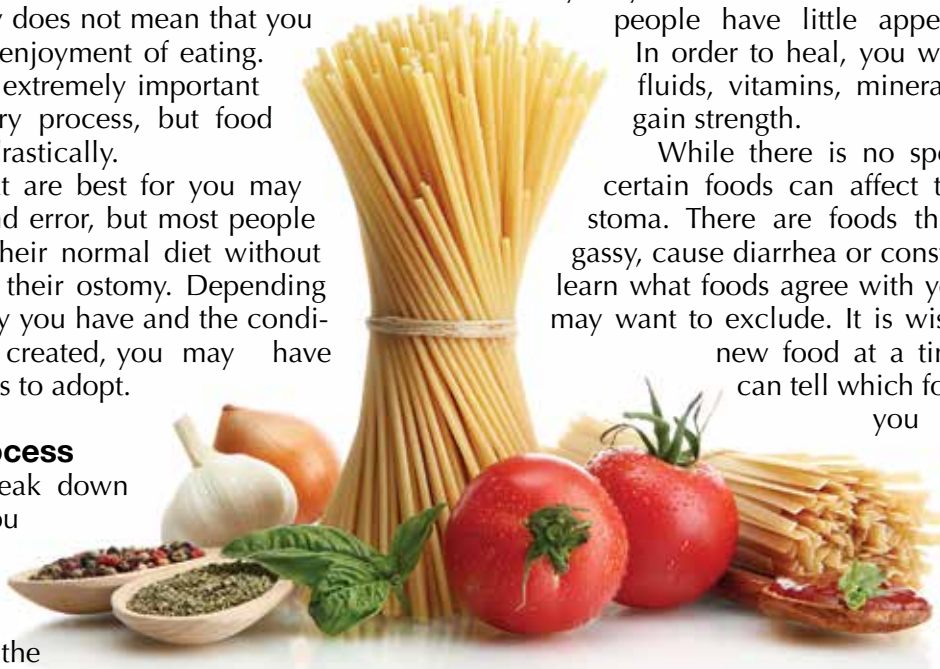 y does not mean that you
enjoyment of eating.
extremely important
ry process, but food
rastically.
t are best for you may
nd error, but most people
heir normal diet without
their ostomy. Depending
y you have and the condi-
created, you may have
s to adopt.
ocess
eak down
ou
the
people have little appe
In order to heal, you w
fluids, vitamins, minera
gain strength.
While there is no spe
certain foods can affect t
stoma. There are foods th
gassy, cause diarrhea or cons
learn what foods agree with y
may want to exclude. It is wis
new food at a tim
can tell which fo
you